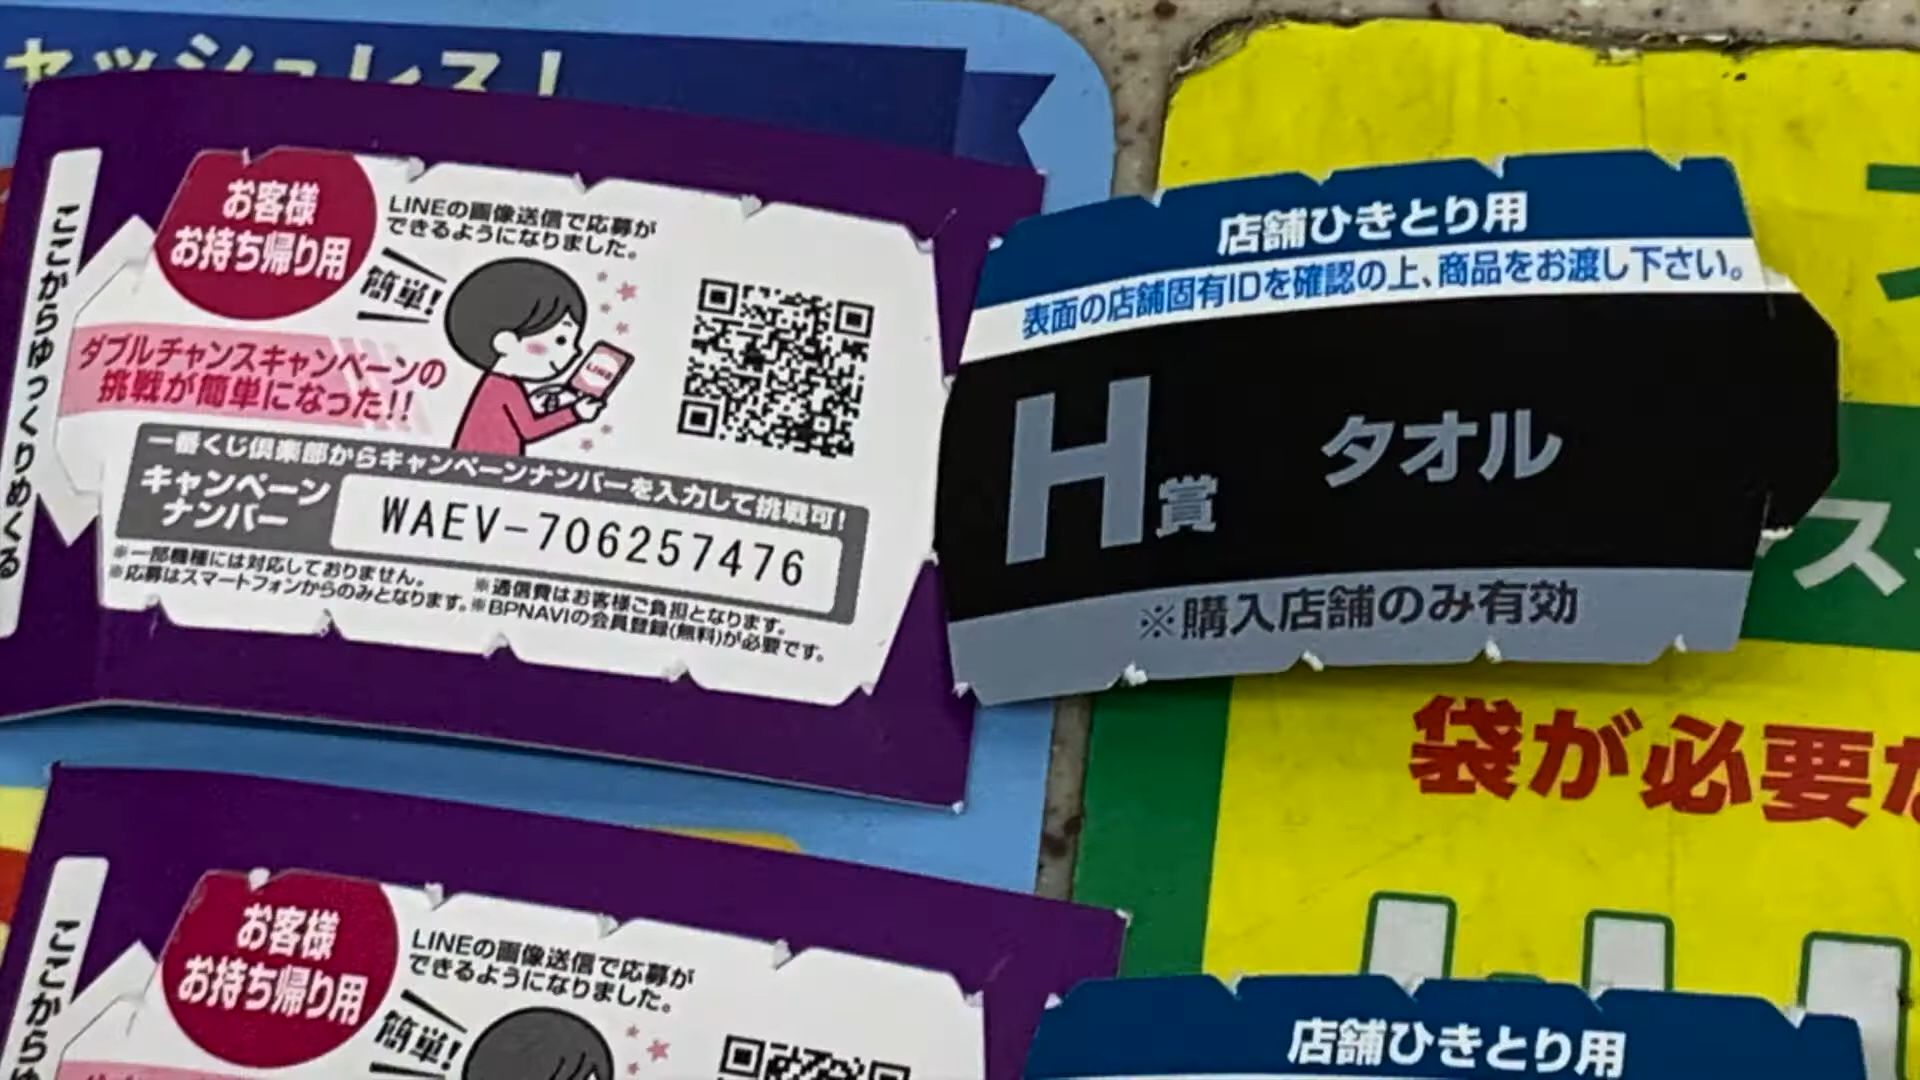 ャッシュレス!
ここからゆっくりめくる
お客様
お持ち帰り用
LINEの画像送信で応募が
できるようになりました。
簡単!
LINE
ダブルチャンスキャンペーンの
挑戦が簡単になった!!
一番くじ倶楽部からキャンペーンナンバーを入力して挑戦可!
キャンペーン
ナンバー
WAEV-706257476
※一部機種には対応しておりません。
※応募はスマートフォンからのみとなります。
※通信費はお客様ご負担となります。
※BPNAVIの会員登録(無料)が必要です。
店舗ひきとり用
表面の店舗固有IDを確認の上、商品をお渡し下さい。
H賞
タオル
※購入店舗のみ有効
ス
袋が必要な
ここからゆ
お客様
お持ち帰り用
LINEの画像送信で応募が
できるようになりました。
簡単!
店舗ひきとり用